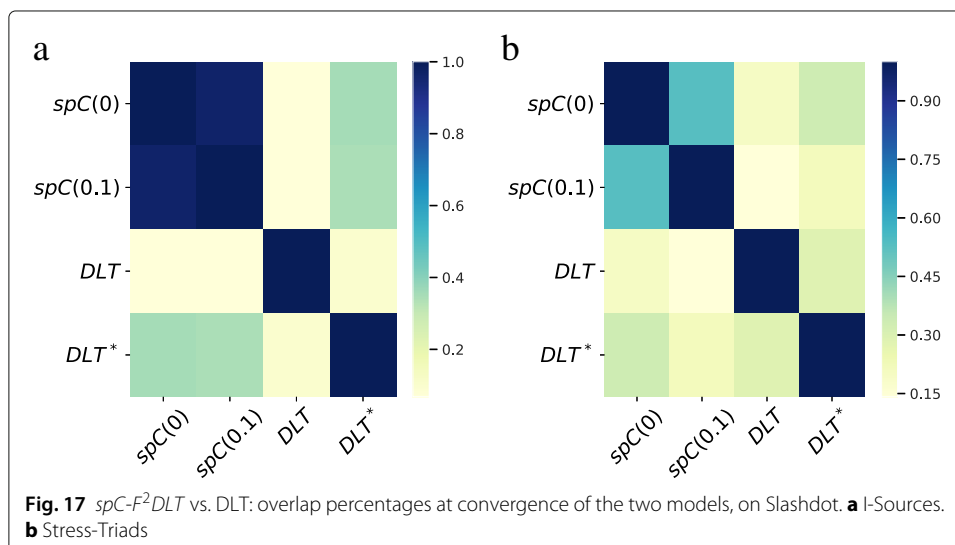 a
spC(0)
spC(0.1)
DLT
DLT*
spC(0)
spC(0.1)
DLT
DLT*
1.0
0.8
0.6
0.4
0.2
b
spC(0)
spC(0.1)
DLT
DLT*
spC(0)
spC(0.1)
DLT
DLT*
0.90
0.75
0.60
0.45
0.30
0.15
Fig. 17 spC-F²DLT vs. DLT: overlap percentages at convergence of the two models, on Slashdot. a I-Sources.
b Stress-Triads